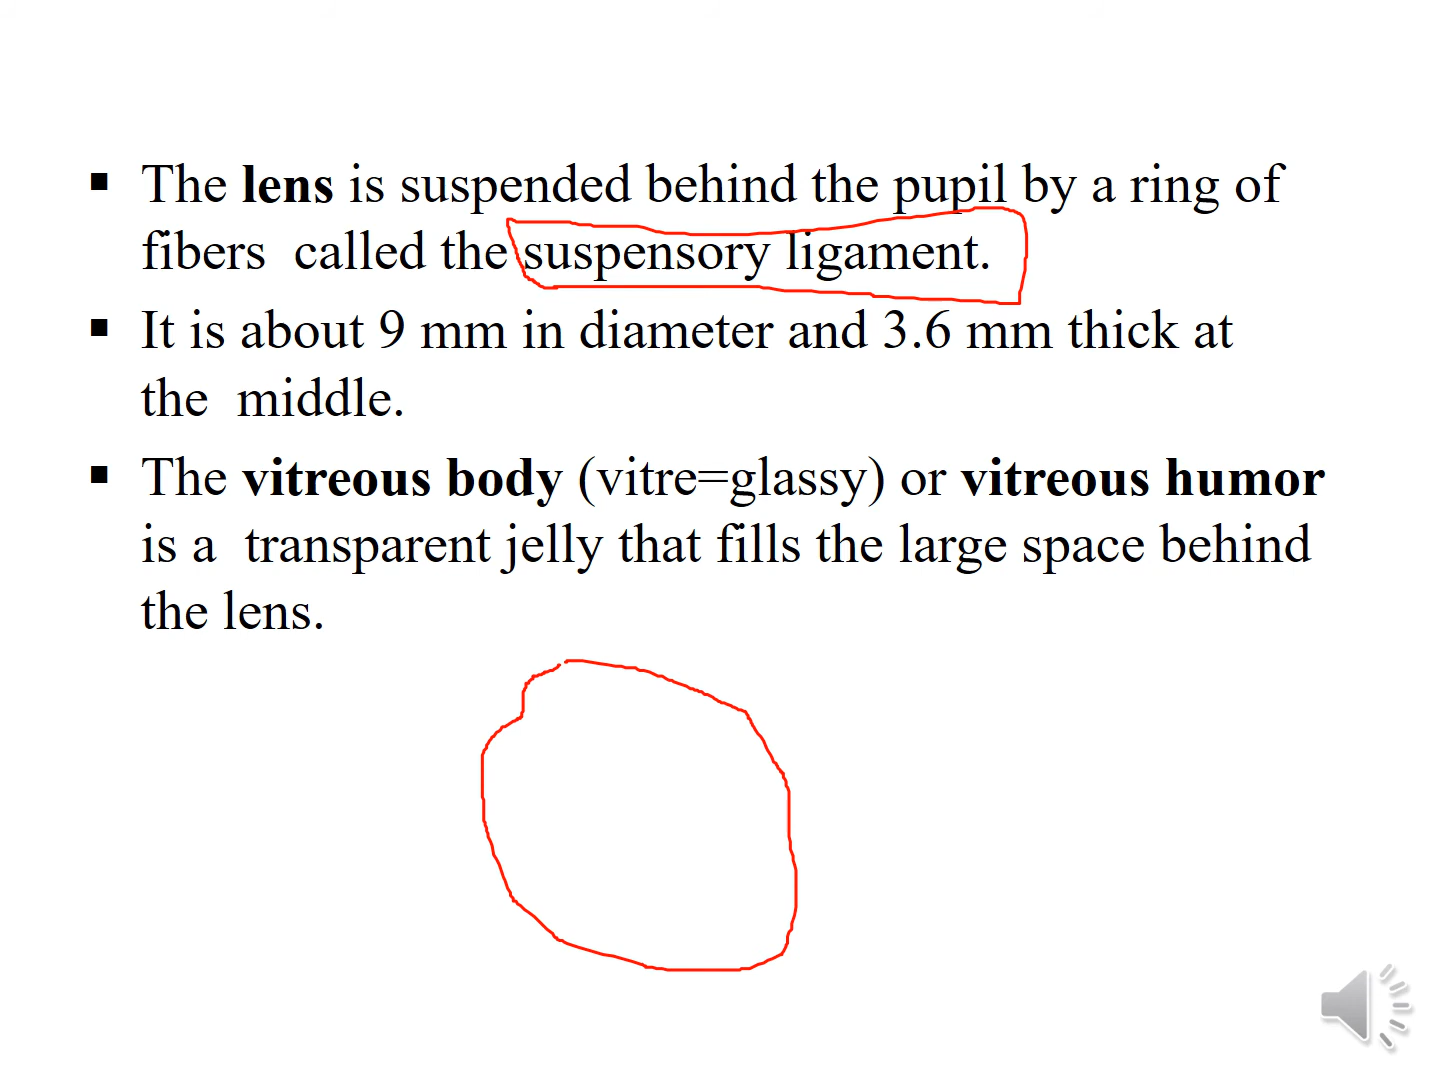 ▪ The lens is suspended behind the pupil by a ring of
fibers called the suspensory ligament.
▪ It is about 9 mm in diameter and 3.6 mm thick at
the middle.
▪ The vitreous body (vitre=glassy) or vitreous humor
is a transparent jelly that fills the large space behind
the lens.